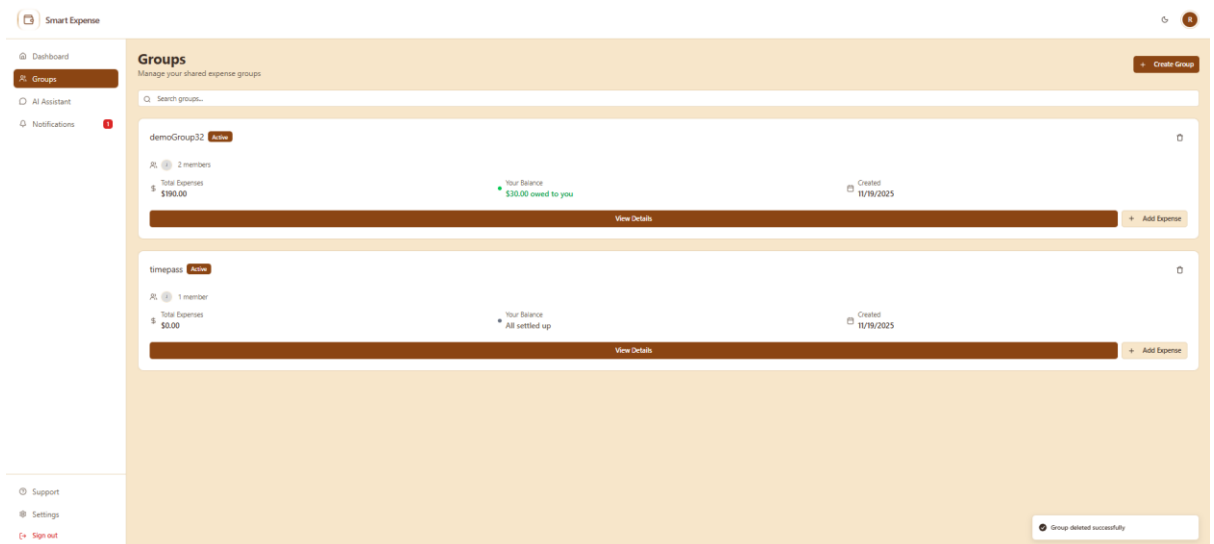 Smart Expense
R
Dashboard
Groups
AI Assistant
Notifications 1
Support
Settings
Sign out
Groups
Manage your shared expense groups
+ Create Group
Search groups...
demoGroup32 Active
2 members
$ Total Expenses
$190.00
Your Balance
$30.00 owed to you
Created
11/19/2025
View Details
+ Add Expense
timepass Active
1 member
$ Total Expenses
$0.00
Your Balance
All settled up
Created
11/19/2025
View Details
+ Add Expense
Group deleted successfully